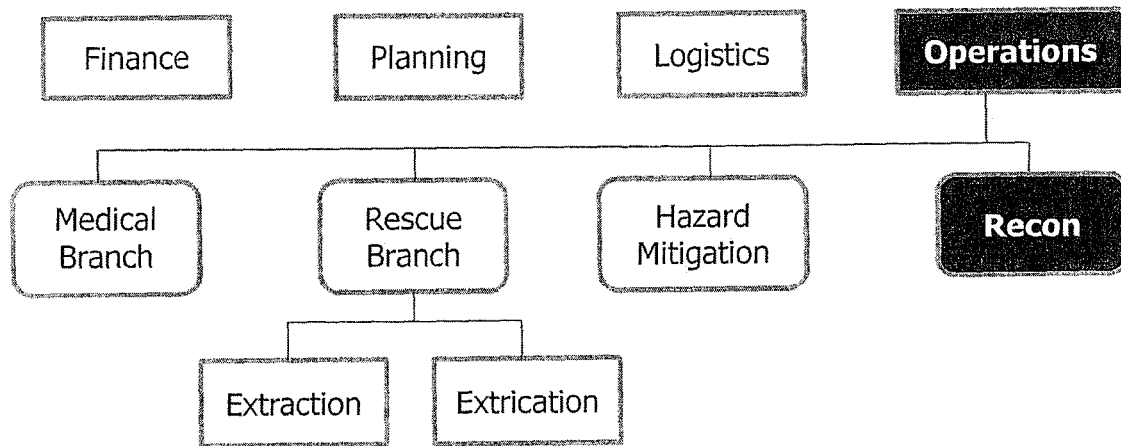 Finance
Planning
Logistics
Operations
Medical
Branch
Rescue
Branch
Hazard
Mitigation
Recon
Extraction
Extrication